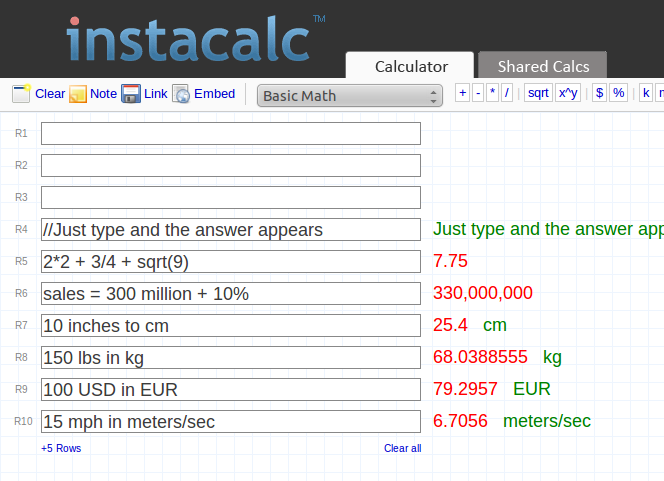 instacalc™
Calculator Shared Calcs
Clear Note Link Embed Basic Math + - * / sqrt x^y $ % k
R1
R2
R3
R4 //Just type and the answer appears Just type and the answer app
R5 2*2 + 3/4 + sqrt(9) 7.75
R6 sales = 300 million + 10% 330,000,000
R7 10 inches to cm 25.4 cm
R8 150 lbs in kg 68.0388555 kg
R9 100 USD in EUR 79.2957 EUR
R10 15 mph in meters/sec 6.7056 meters/sec
+5 Rows Clear all